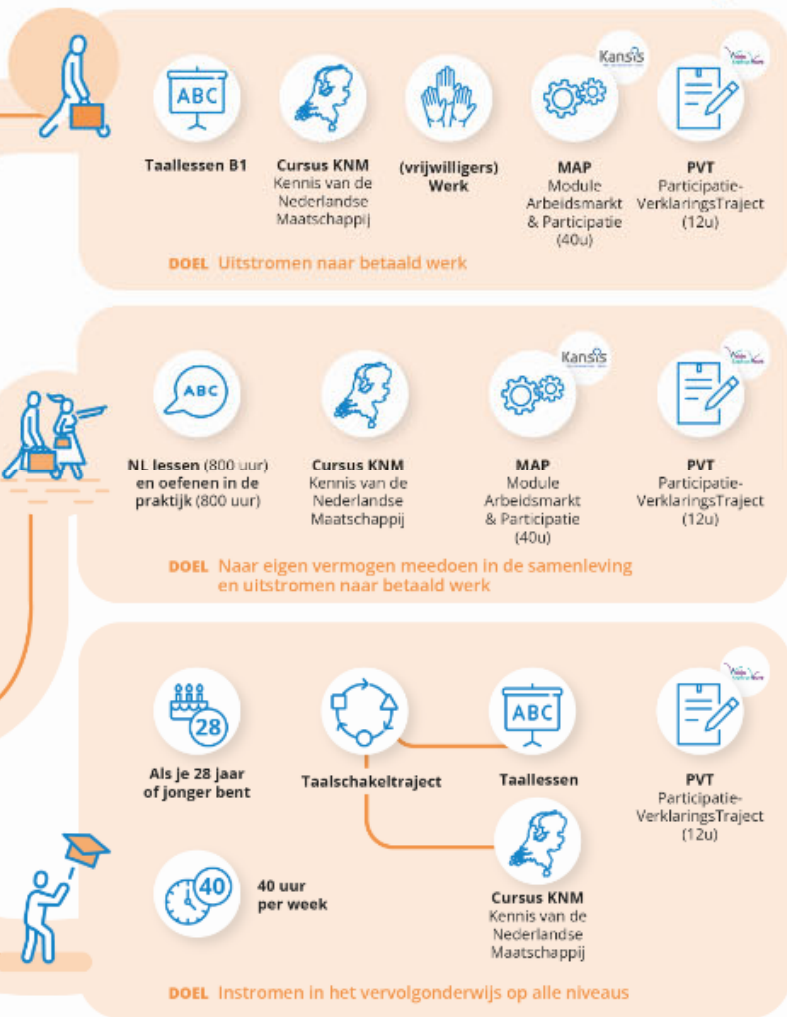 Kansis
ABC
Taallessen B1
Cursus KNM
Kennis van de
Nederlandse
Maatschappij
(vrijwilligers)
Werk
MAP
Module
Arbeidsmarkt
& Participatie
(40u)
PVT
Participatie-
VerklaringsTraject
(12u)
DOEL Uitstromen naar betaald werk
Kansis
ABC
NL lessen (800 uur)
en oefenen in de
praktijk (800 uur)
Cursus KNM
Kennis van de
Nederlandse
Maatschappij
MAP
Module
Arbeidsmarkt
& Participatie
(40u)
PVT
Participatie-
VerklaringsTraject
(12u)
DOEL Naar eigen vermogen meedoen in de samenleving
en uitstromen naar betaald werk
28
Als je 28 jaar
of jonger bent
Taalschakeltraject
ABC
Taallessen
PVT
Participatie-
VerklaringsTraject
(12u)
40
40 uur
per week
Cursus KNM
Kennis van de
Nederlandse
Maatschappij
DOEL Instromen in het vervolgonderwijs op alle niveaus